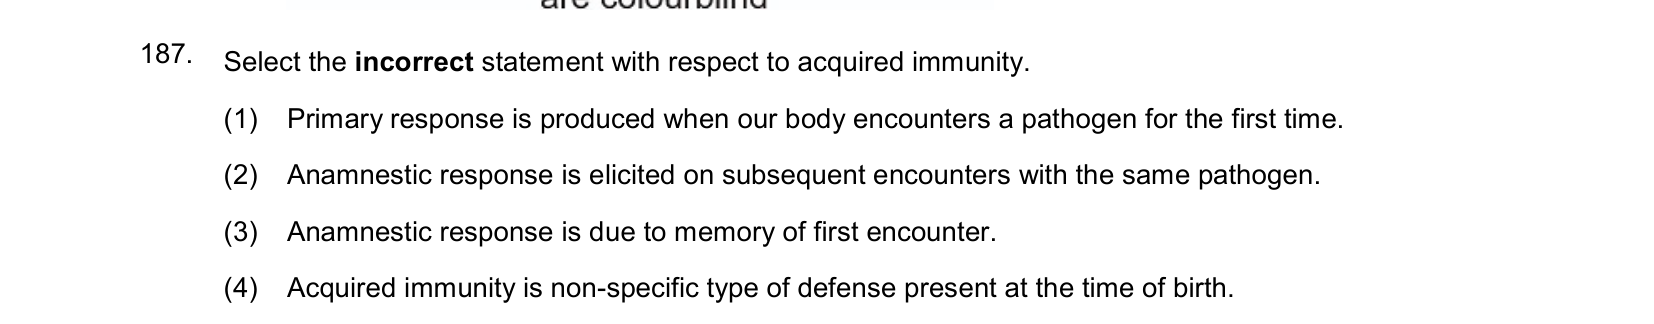 are colourblind
187. Select the incorrect statement with respect to acquired immunity.
(1) Primary response is produced when our body encounters a pathogen for the first time.
(2) Anamnestic response is elicited on subsequent encounters with the same pathogen.
(3) Anamnestic response is due to memory of first encounter.
(4) Acquired immunity is non-specific type of defense present at the time of birth.